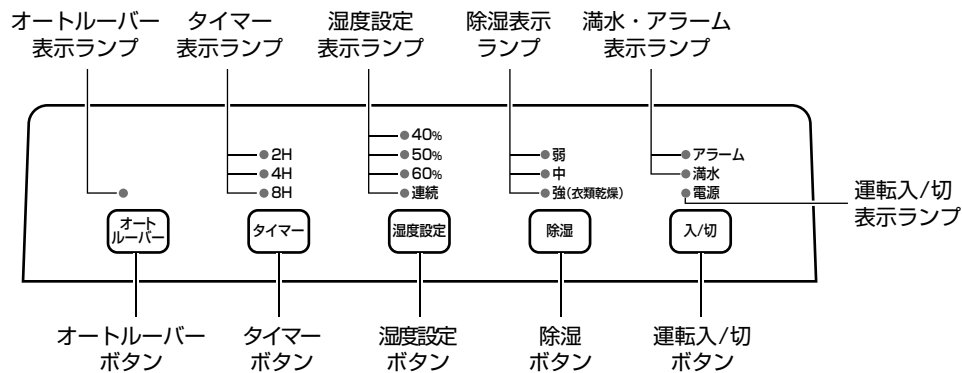 オートルーバー
表示ランプ
タイマー
表示ランプ
湿度設定
表示ランプ
除湿表示
ランプ
満水・アラーム
表示ランプ
2H
4H
8H
40%
50%
60%
連続
弱
中
強(衣類乾燥)
アラーム
満水
電源
運転入/切
表示ランプ
オート
ルーバー
タイマー
湿度設定
除湿
入/切
オートルーバー
ボタン
タイマー
ボタン
湿度設定
ボタン
除湿
ボタン
運転入/切
ボタン